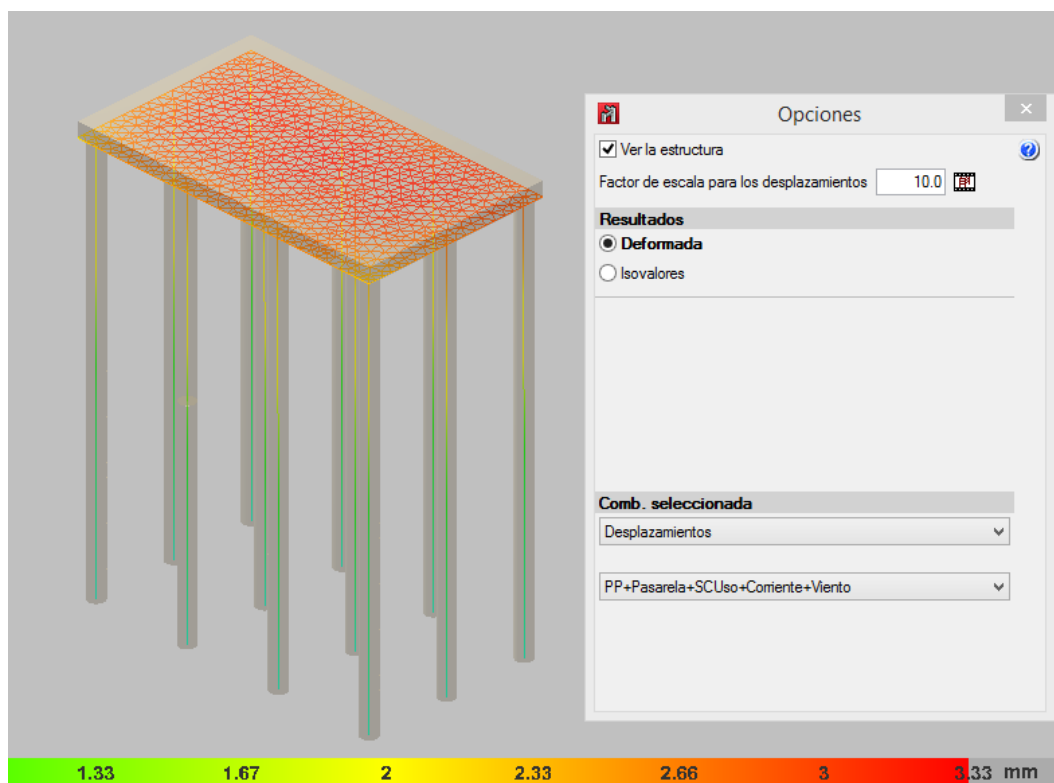 Opciones
Ver la estructura
Factor de escala para los desplazamientos 10.0
Resultados
Deformada
Isovalores
Comb. seleccionada
Desplazamientos
PP+Pasarela+SCUso+Corriente+Viento
1.33 1.67 2 2.33 2.66 3 3.33 mm